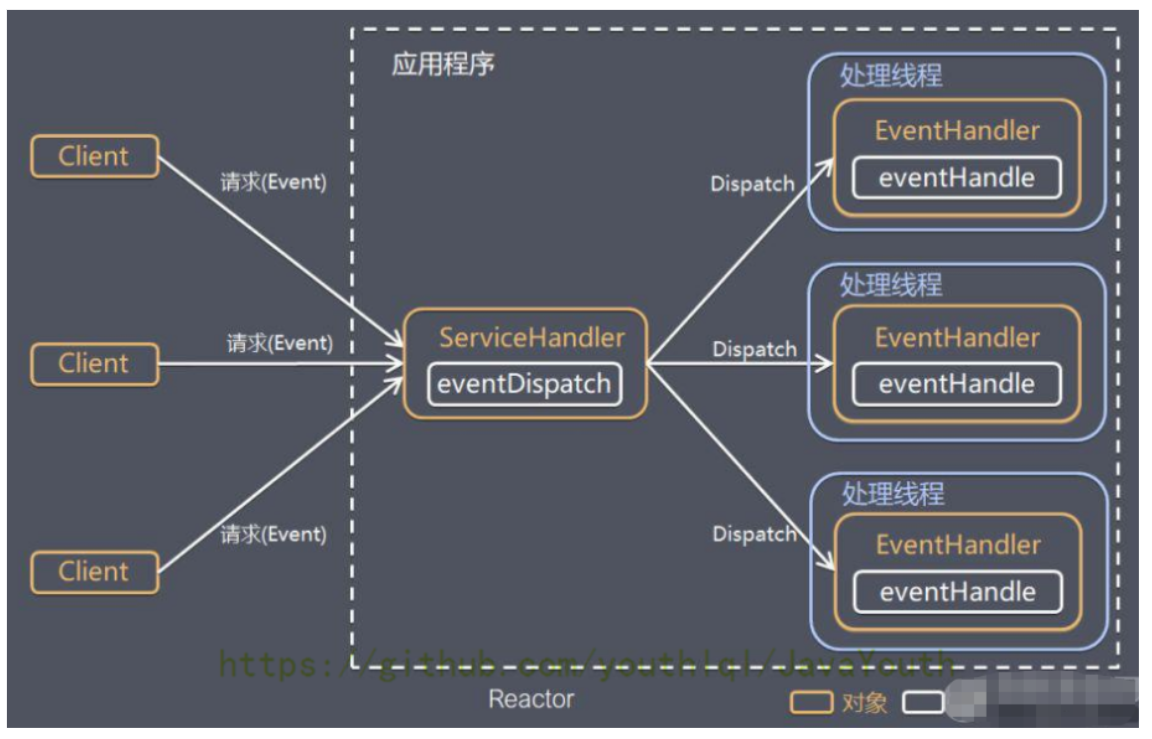 应用程序
处理线程
EventHandler
eventHandle
Client
请求(Event)
Dispatch
处理线程
EventHandler
eventHandle
Client
请求(Event)
ServiceHandler
eventDispatch
Dispatch
处理线程
EventHandler
eventHandle
Client
请求(Event)
Dispatch
https://github.com/youthlql/JavaYouth
Reactor
对象